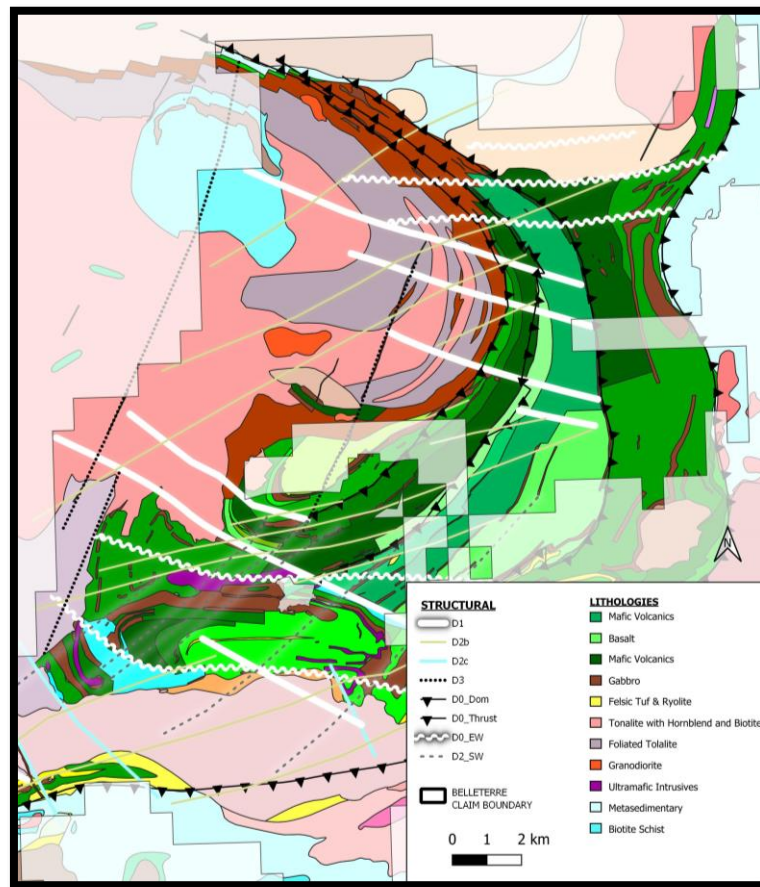 N
STRUCTURAL
D1
D2b
D2c
D3
D0_Dom
D0_Thrust
D0_EW
D2_SW
BELLETERRE
CLAIM BOUNDARY
0 1 2 km
LITHOLOGIES
Mafic Volcanics
Basalt
Mafic Volcanics
Gabbro
Felsic Tuf & Ryolite
Tonalite with Hornblend and Biotite
Foliated Tolalite
Granodiorite
Ultramafic Intrusives
Metasedimentary
Biotite Schist